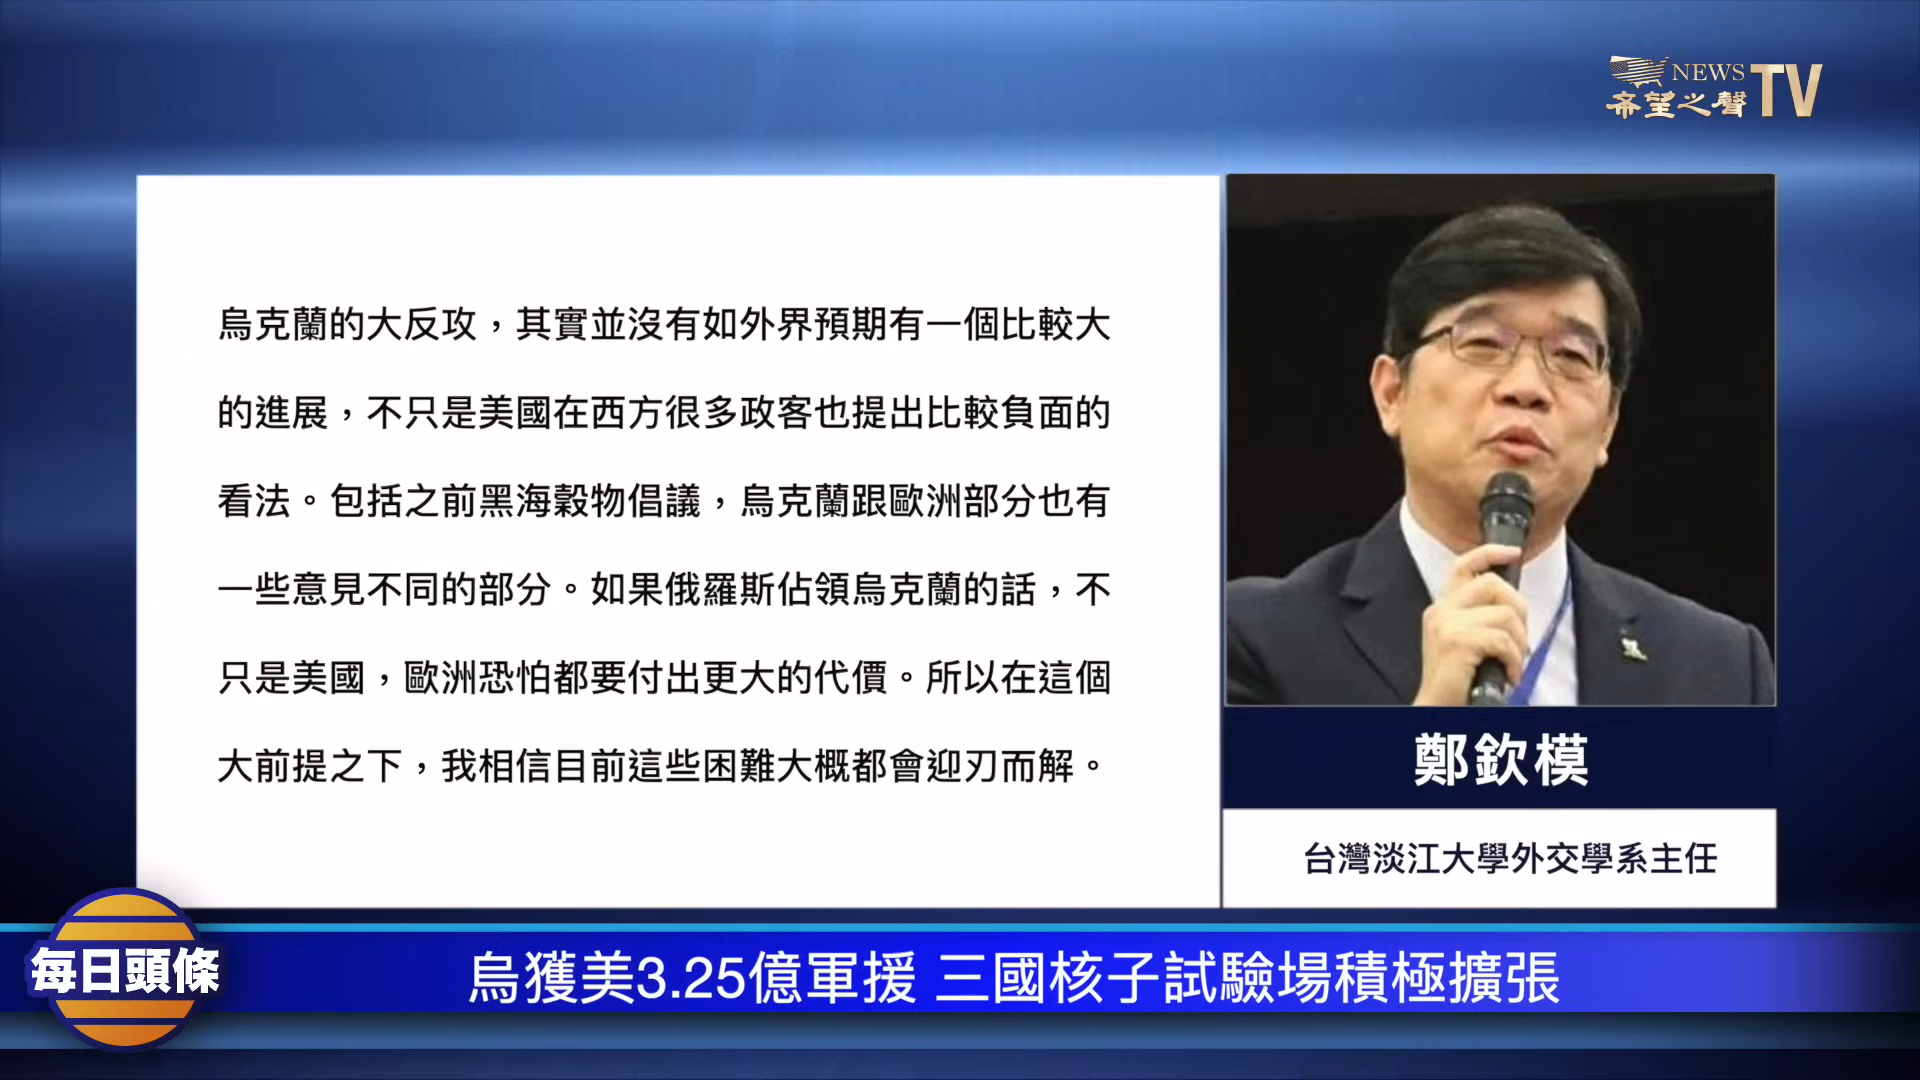 NEWS
希望之聲TV
烏克蘭的大反攻，其實並沒有如外界預期有一個比較大
的進展，不只是美國在西方很多政客也提出比較負面的
看法。包括之前黑海穀物倡議，烏克蘭跟歐洲部分也有
一些意見不同的部分。如果俄羅斯佔領烏克蘭的話，不
只是美國，歐洲恐怕都要付出更大的代價。所以在這個
大前提之下，我相信目前這些困難大概都會迎刃而解。
鄭欽模
台灣淡江大學外交學系主任
每日頭條
烏獲美3.25億軍援 三國核子試驗場積極擴張